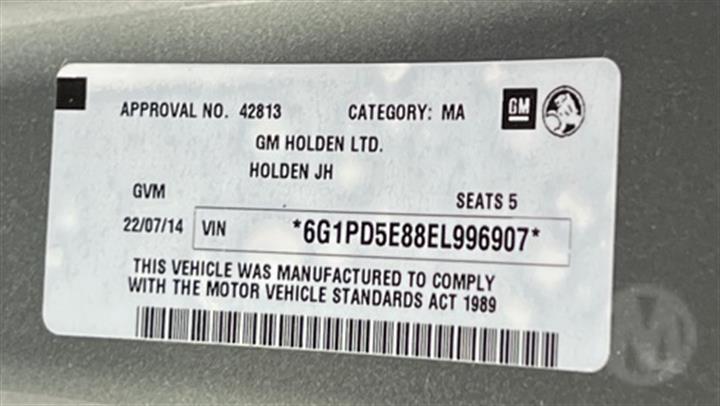 APPROVAL NO. 42813 CATEGORY: MA GM
GM HOLDEN LTD.
HOLDEN JH
GVM SEATS 5
22/07/14 VIN *6G1PD5E88EL996907*
THIS VEHICLE WAS MANUFACTURED TO COMPLY
WITH THE MOTOR VEHICLE STANDARDS ACT 1989
M